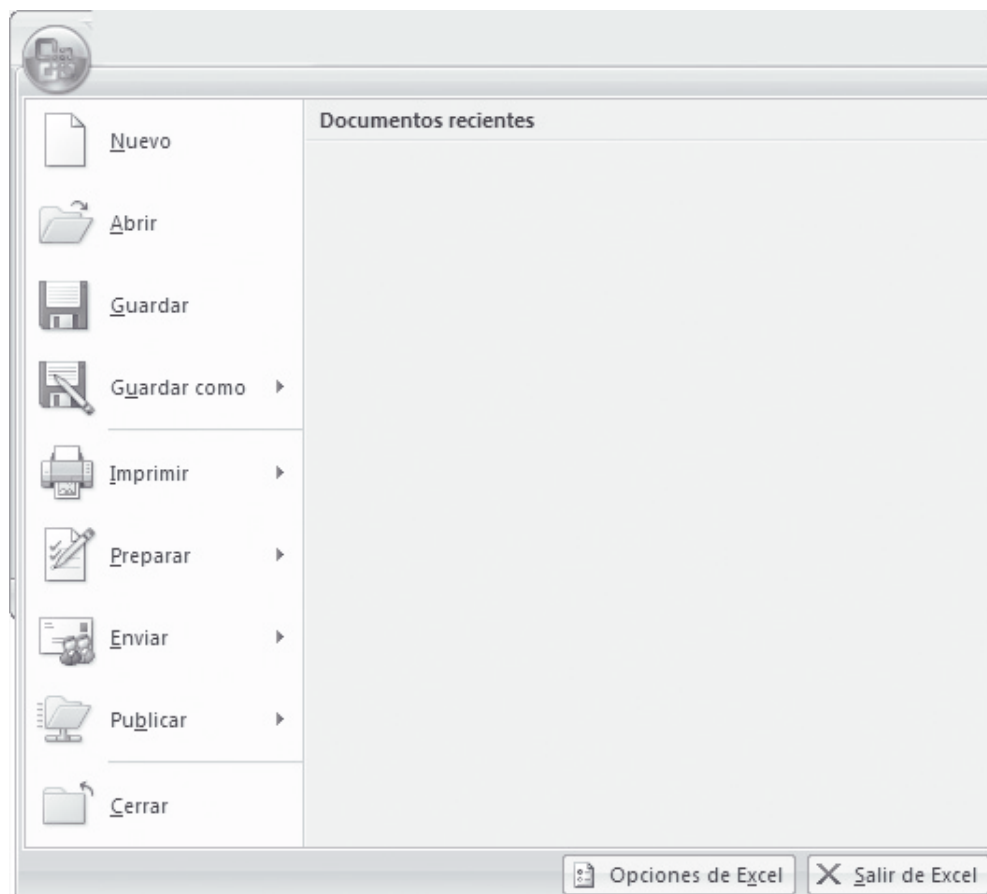 Documentos recientes
Nuevo
Abrir
Guardar
Guardar como
Imprimir
Preparar
Enviar
Publicar
Cerrar
Opciones de Excel
Salir de Excel